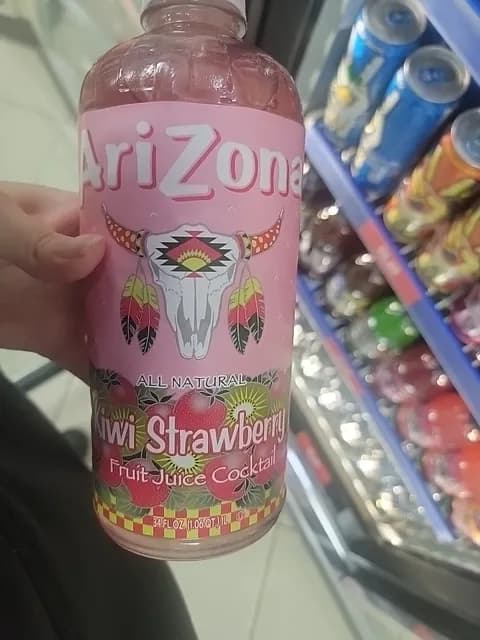 AriZona
ALL NATURAL
Kiwi Strawberry
Fruit Juice Cocktail
34 FL OZ (1.06 QT) 1L